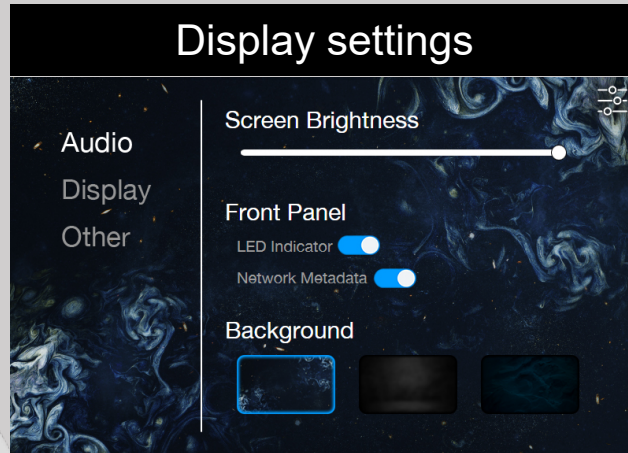 Display settings
Audio
Display
Other
Screen Brightness
Front Panel
LED Indicator
Network Metadata
Background